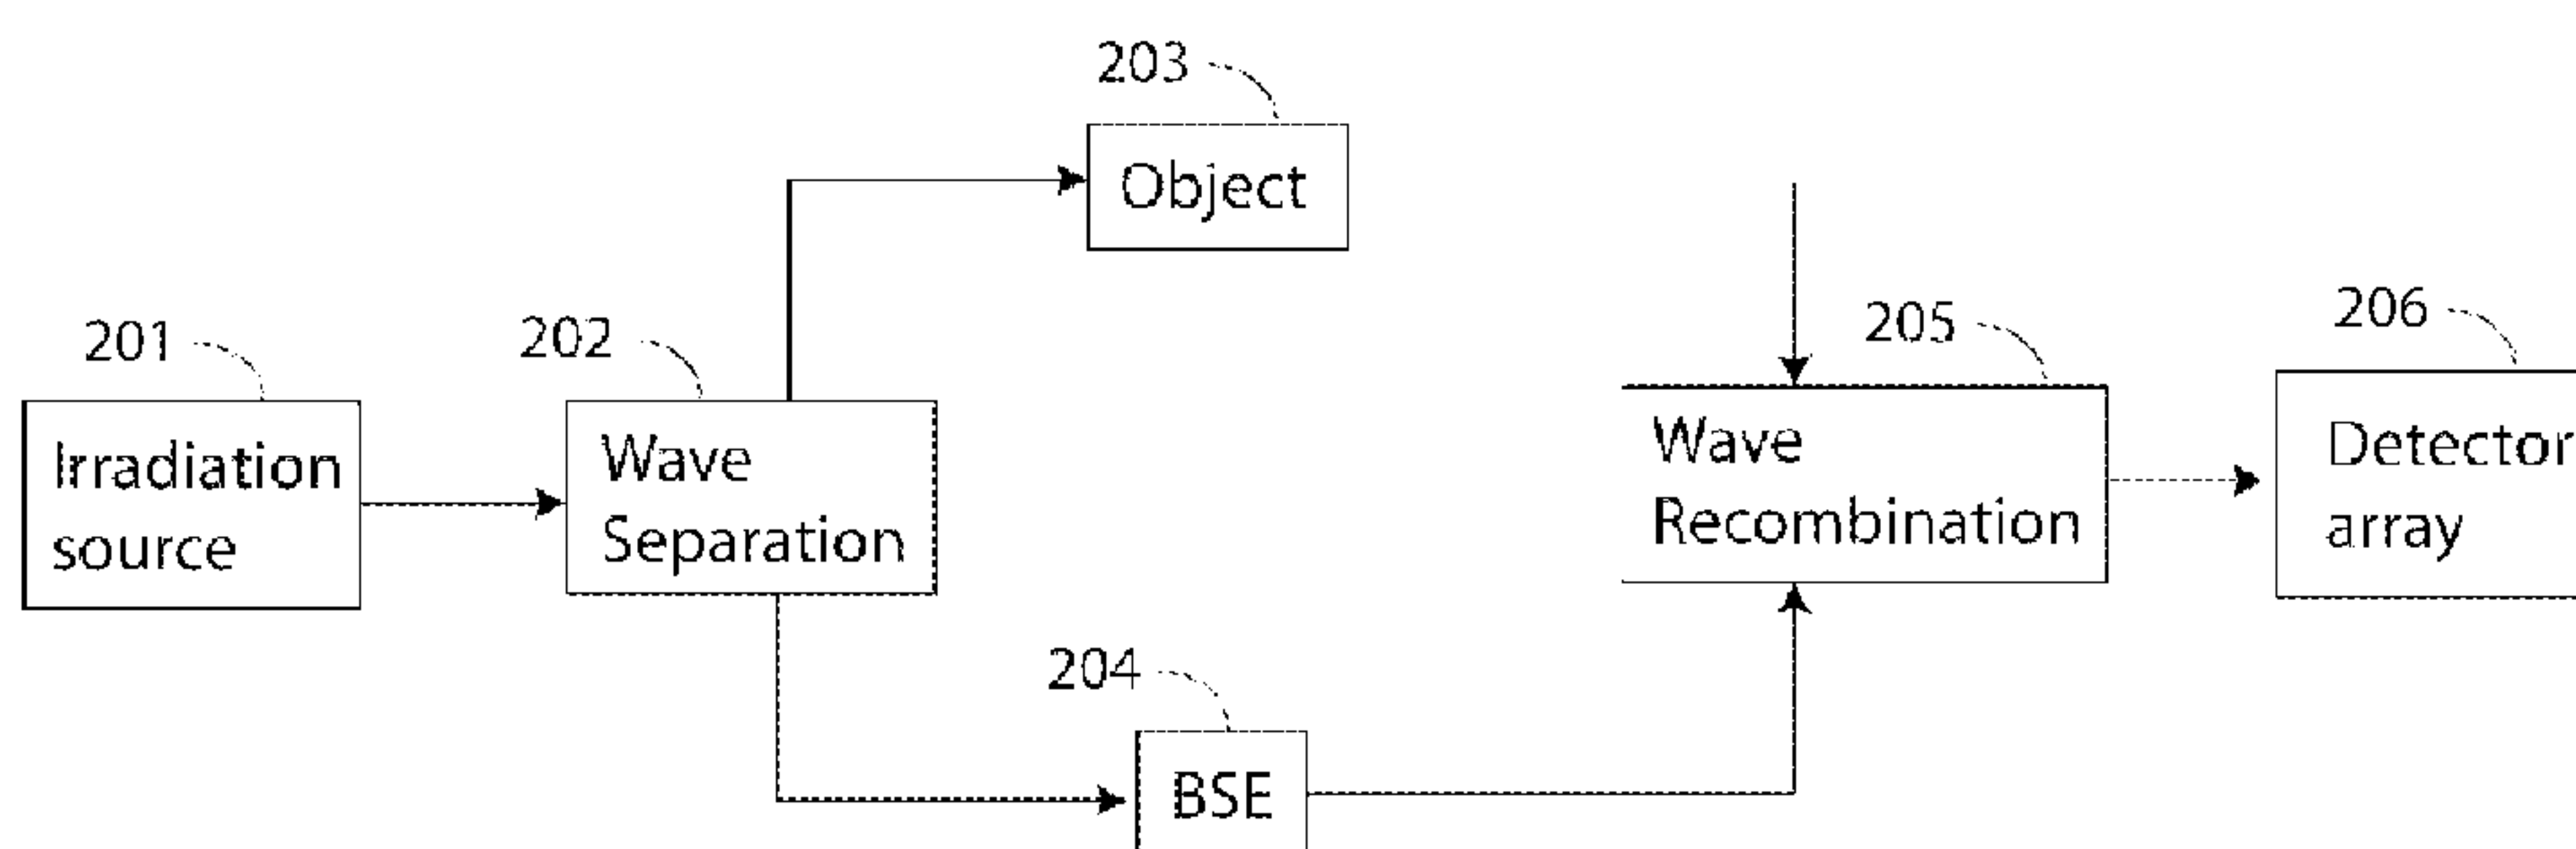 203
Object
201
202
205
206
Irradiation
source
Wave
Separation
Wave
Recombination
Detector
array
204
BSE